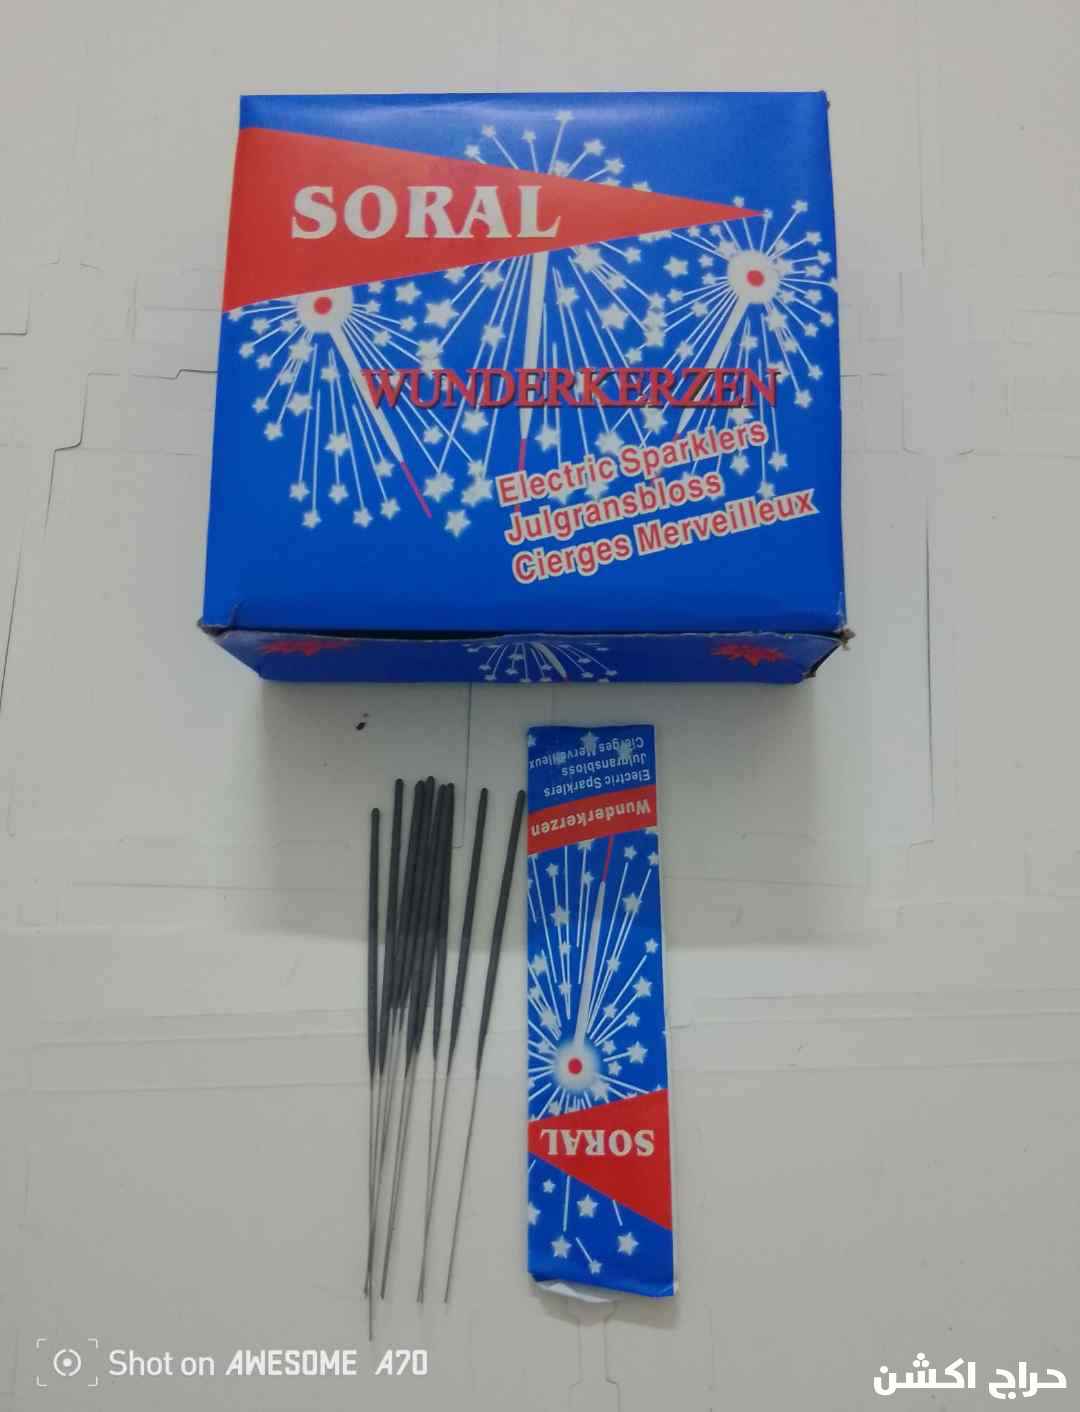 SORAL
WUNDERKERZEN
Electric Sparklers
Julgransbloss
Cierges Merveilleux
Electric Sparklers
Julgransbloss
Cierges Merveilleux
Wunderkerzen
SORAL
Shot on AWESOME A70
حراج اكشن